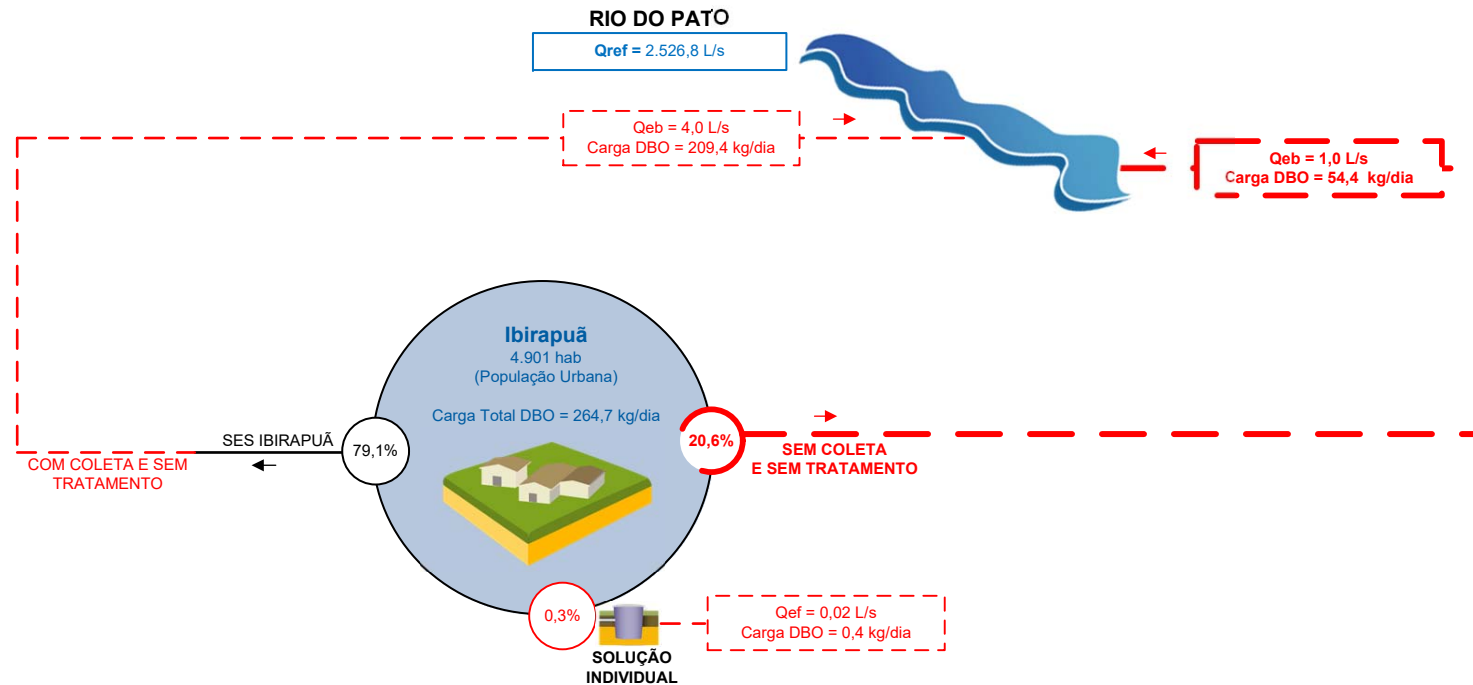 RIO DO PATO
Qref = 2.526,8 L/s
Qeb = 4,0 L/s
Carga DBO = 209,4 kg/dia
Qeb = 1,0 L/s
Carga DBO = 54,4 kg/dia
Ibirapuã
4.901 hab
(População Urbana)
Carga Total DBO = 264,7 kg/dia
SES IBIRAPUÃ
79,1%
20,6%
COM COLETA E SEM
TRATAMENTO
SEM COLETA
E SEM TRATAMENTO
0,3%
Qef = 0,02 L/s
Carga DBO = 0,4 kg/dia
SOLUÇÃO
INDIVIDUAL